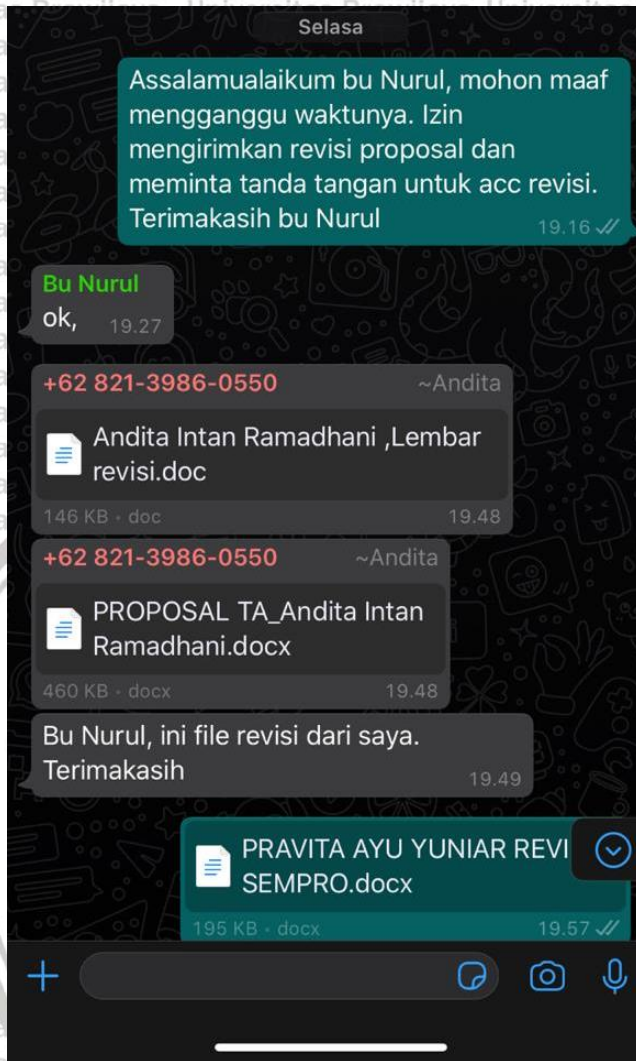 Selasa
Assalamualaikum bu Nurul, mohon maaf
mengganggu waktunya. Izin
mengirimkan revisi proposal dan
meminta tanda tangan untuk acc revisi.
Terimakasih bu Nurul
19.16
Bu Nurul
ok,
19.27
+62 821-3986-0550 ~Andita
Andita Intan Ramadhani ,Lembar
revisi.doc
146 KB • doc 19.48
+62 821-3986-0550 ~Andita
PROPOSAL TA_Andita Intan
Ramadhani.docx
460 KB • docx 19.48
Bu Nurul, ini file revisi dari saya.
Terimakasih
19.49
PRAVITA AYU YUNIAR REVI
SEMPRO.docx
195 KB • docx 19.57